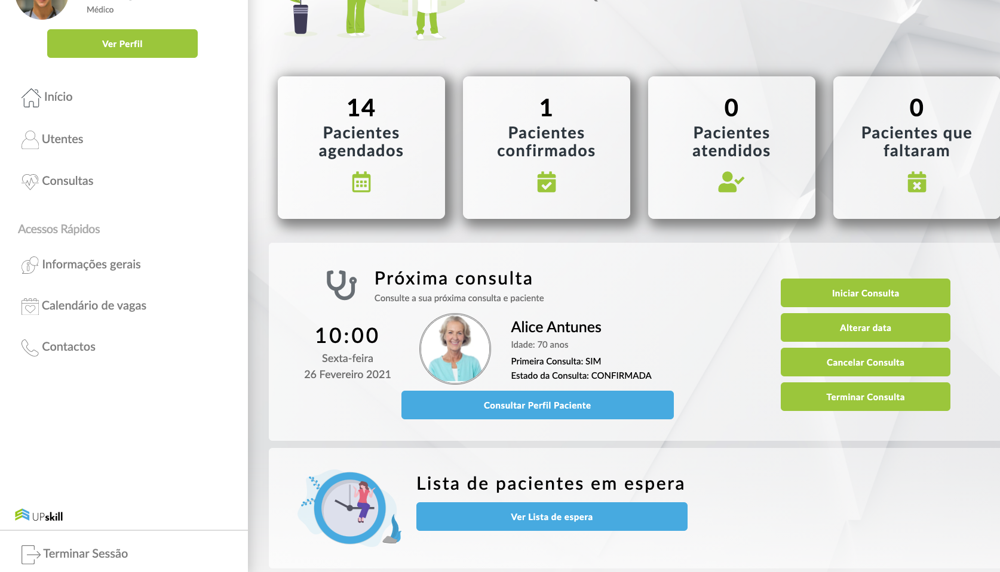 Médico
Ver Perfil
Início
Utentes
Consultas
Acessos Rápidos
Informações gerais
Calendário de vagas
Contactos
UPskill
Terminar Sessão
14
Pacientes
agendados
1
Pacientes
confirmados
0
Pacientes
atendidos
0
Pacientes que
faltaram
Próxima consulta
Consulte a sua próxima consulta e paciente
10:00
Sexta-feira
26 Fevereiro 2021
Alice Antunes
Idade: 70 anos
Primeira Consulta: SIM
Estado da Consulta: CONFIRMADA
Consultar Perfil Paciente
Iniciar Consulta
Alterar data
Cancelar Consulta
Terminar Consulta
Lista de pacientes em espera
Ver Lista de espera